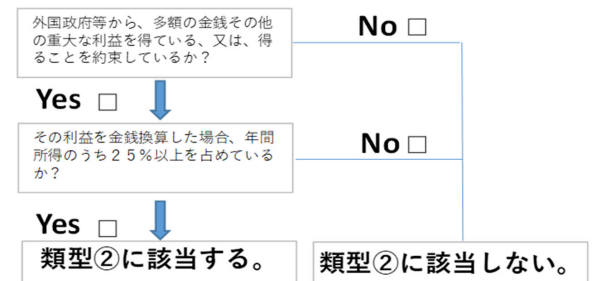 外国政府等から、多額の金銭その他
の重大な利益を得ている、又は、得
ることを約束しているか？
No □
Yes □
その利益を金銭換算した場合、年間
所得のうち２５％以上を占めている
か？
No □
Yes □
類型②に該当する。
類型②に該当しない。